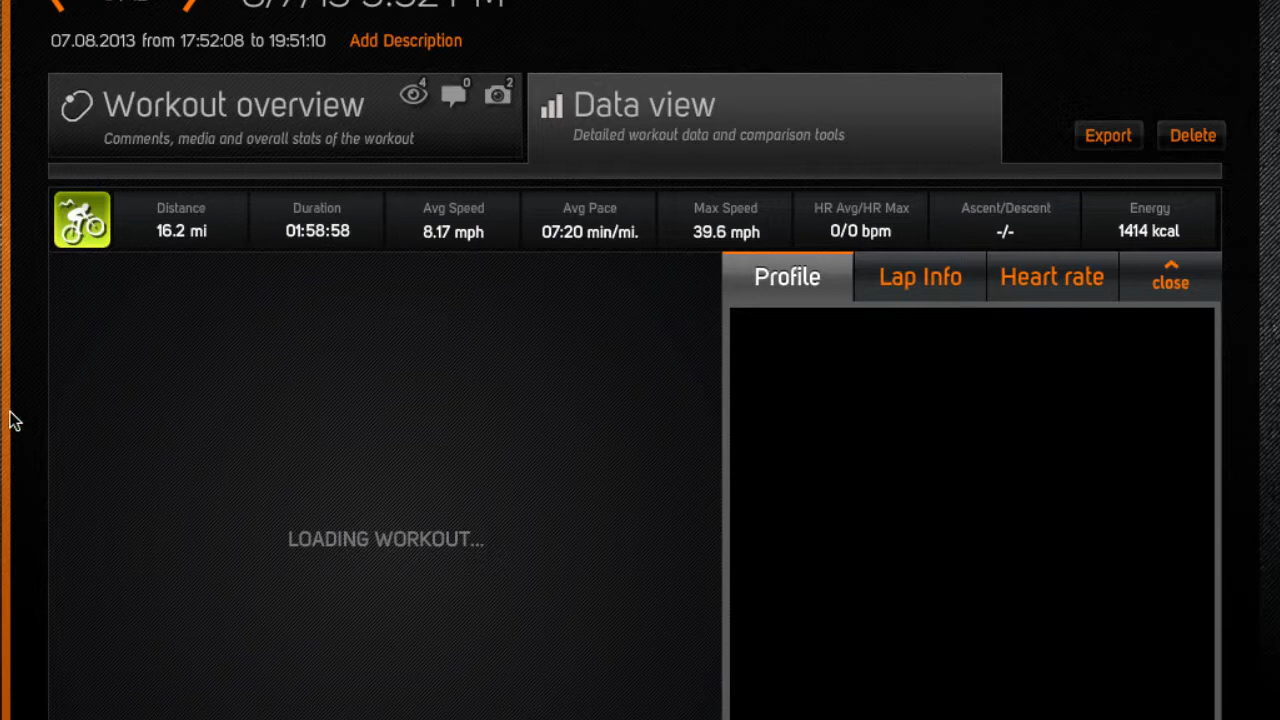 07.08.2013 from 17:52:08 to 19:51:10 Add Description
Workout overview 4 0 2
Comments, media and overall stats of the workout
Data view
Detailed workout data and comparison tools
Export Delete
Distance Duration Avg Speed Avg Pace Max Speed HR Avg/HR Max Ascent/Descent Energy
16.2 mi 01:58:58 8.17 mph 07:20 min/mi. 39.6 mph 0/0 bpm -/- 1414 kcal
Profile Lap Info Heart rate close
LOADING WORKOUT...